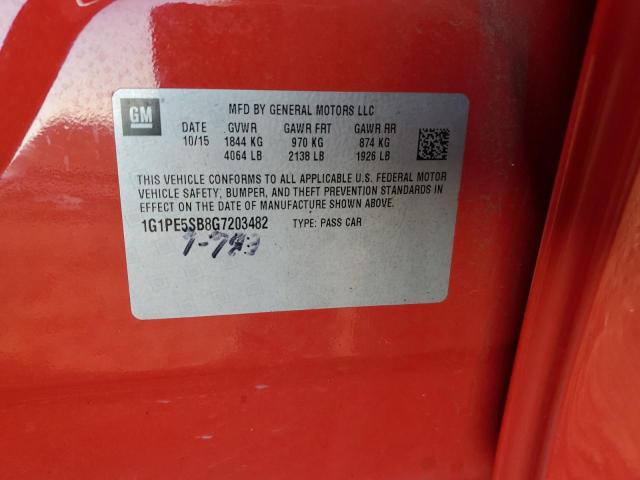 GM
MFD BY GENERAL MOTORS LLC
DATE GVWR GAWR FRT GAWR RR
10/15 1844 KG 970 KG 874 KG
4064 LB 2138 LB 1926 LB
THIS VEHICLE CONFORMS TO ALL APPLICABLE U.S. FEDERAL MOTOR
VEHICLE SAFETY, BUMPER, AND THEFT PREVENTION STANDARDS IN
EFFECT ON THE DATE OF MANUFACTURE SHOWN ABOVE.
1G1PE5SB8G7203482 TYPE: PASS CAR